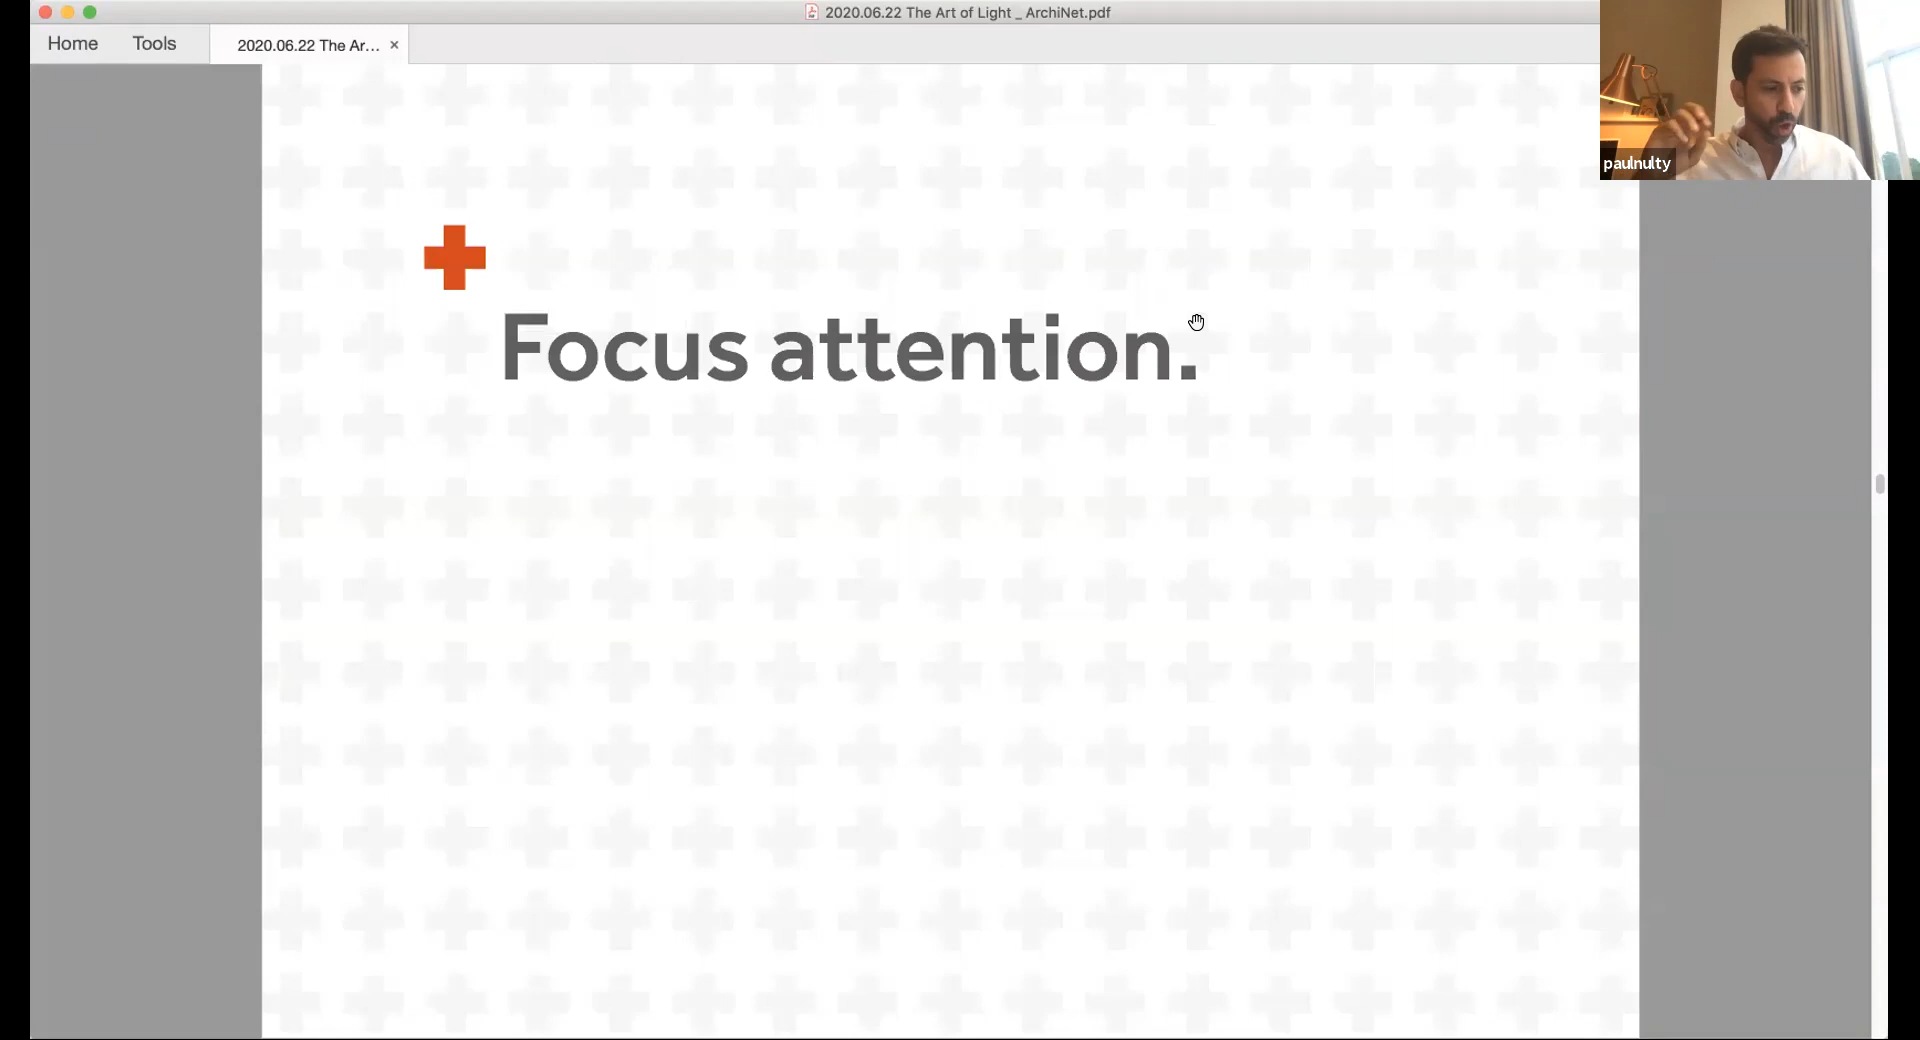 2020.06.22 The Art of Light _ ArchiNet.pdf
Home
Tools
2020.06.22 The Ar... ×
paulnulty
Focus attention.